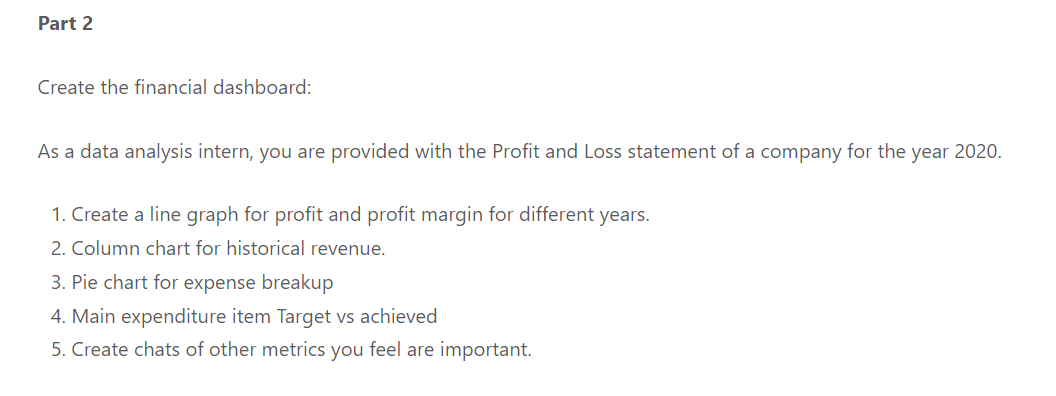 Part 2
Create the financial dashboard:
As a data analysis intern, you are provided with the Profit and Loss statement of a company for the year 2020.
1. Create a line graph for profit and profit margin for different years.
2. Column chart for historical revenue.
3. Pie chart for expense breakup
4. Main expenditure item Target vs achieved
5. Create chats of other metrics you feel are important.